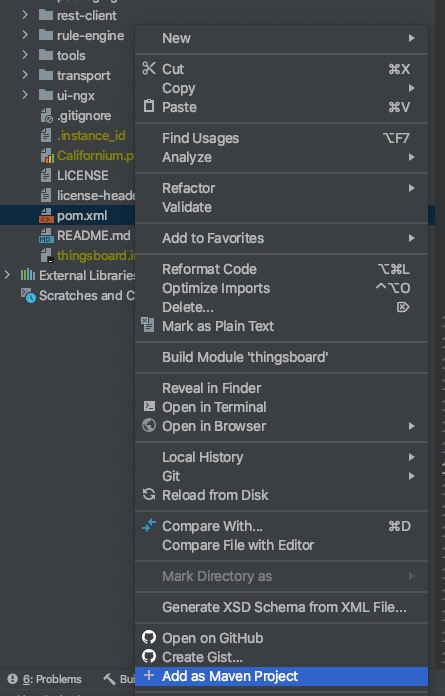 rest-client
rule-engine
tools
transport
ui-ngx
.gitignore
.instance_id
Californium.p
LICENSE
license-heade
pom.xml
README.md
thingsboard.i
External Libraries
Scratches and C
New
Cut ⌘X
Copy
Paste ⌘V
Find Usages ⌥F7
Analyze
Refactor
Validate
Add to Favorites
Reformat Code ⌥⌘L
Optimize Imports ^⌥O
Delete... ⌦
Mark as Plain Text
Build Module 'thingsboard'
Reveal in Finder
Open in Terminal
Open in Browser
Local History
Git
Reload from Disk
Compare With... ⌘D
Compare File with Editor
Mark Directory as
Generate XSD Schema from XML File...
Open on GitHub
Create Gist...
Add as Maven Project
6: Problems
Bui